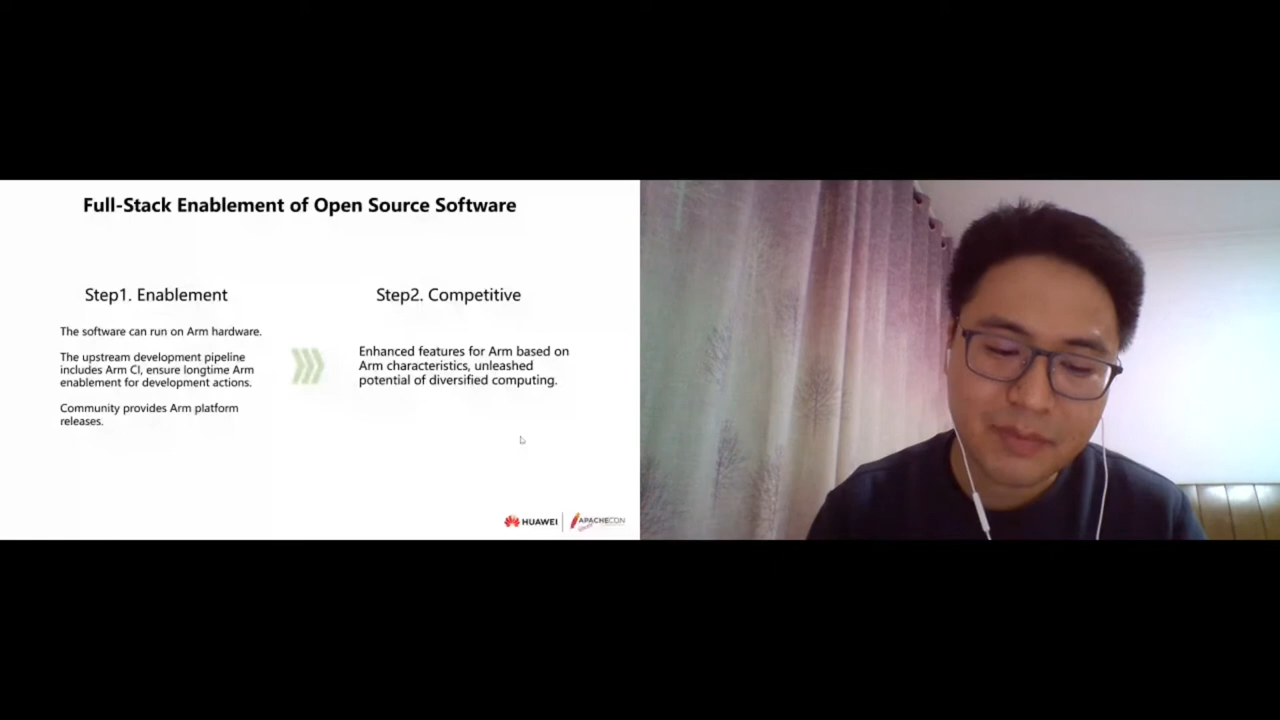 Full-Stack Enablement of Open Source Software
Step1. Enablement
The software can run on Arm hardware.
The upstream development pipeline
includes Arm CI, ensure longtime Arm
enablement for development actions.
Community provides Arm platform
releases.
Step2. Competitive
Enhanced features for Arm based on
Arm characteristics, unleashed
potential of diversified computing.
HUAWEI
APACHECON